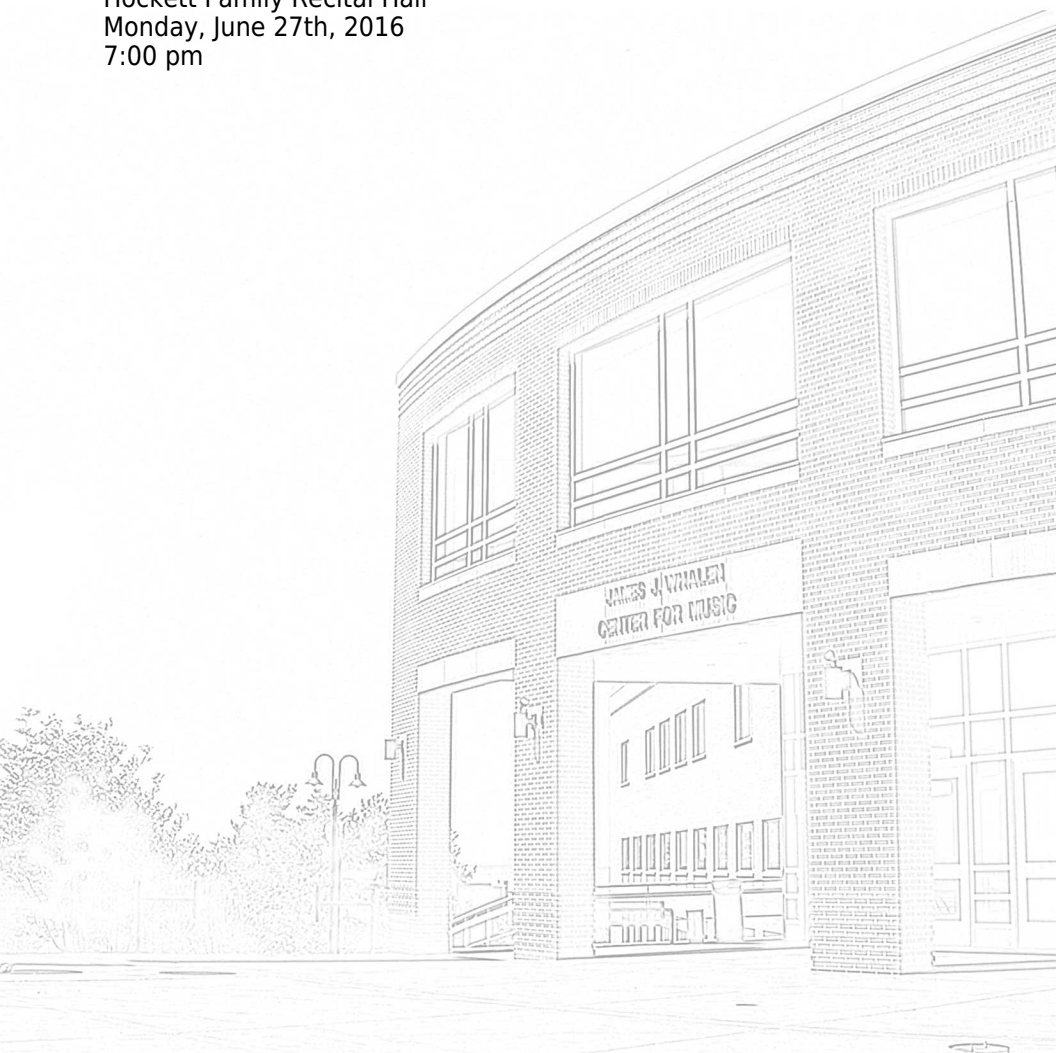 Hockett Family Recital Hall
Monday, June 27th, 2016
7:00 pm
JAMES J. WHALEN
CENTER FOR MUSIC